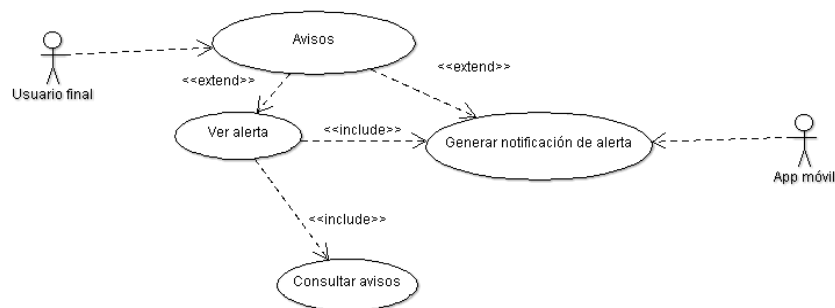 Avisos
Usuario final
<<extend>>
<<extend>>
Ver alerta
<<include>>
Generar notificación de alerta
App móvil
<<include>>
Consultar avisos